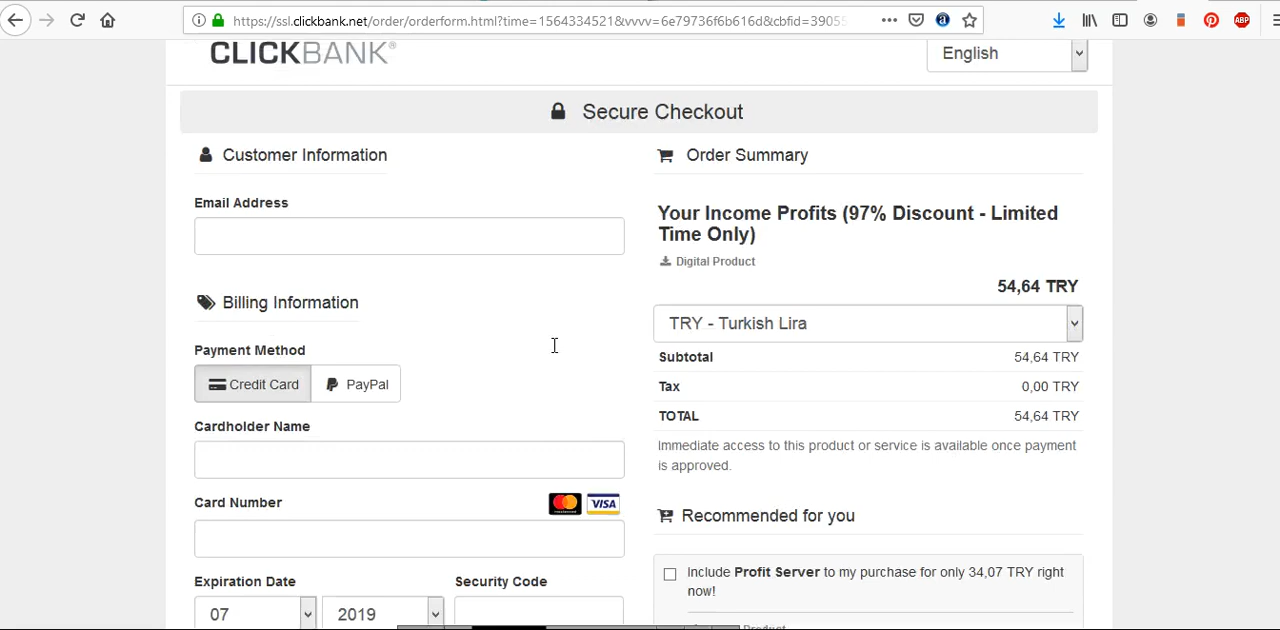 https://ssl.clickbank.net/order/orderform.html?time=1564334521&vvvv=6e79736f6b616d&cbfid=39055
CLICKBANK®
English
Secure Checkout
Customer Information
Email Address
Billing Information
Payment Method
Credit Card
PayPal
Cardholder Name
Card Number
VISA
Expiration Date
Security Code
07
2019
Order Summary
Your Income Profits (97% Discount - Limited
Time Only)
Digital Product
54,64 TRY
TRY - Turkish Lira
Subtotal 54,64 TRY
Tax 0,00 TRY
TOTAL 54,64 TRY
Immediate access to this product or service is available once payment
is approved.
Recommended for you
Include Profit Server to my purchase for only 34,07 TRY right
now!
Product
ABP